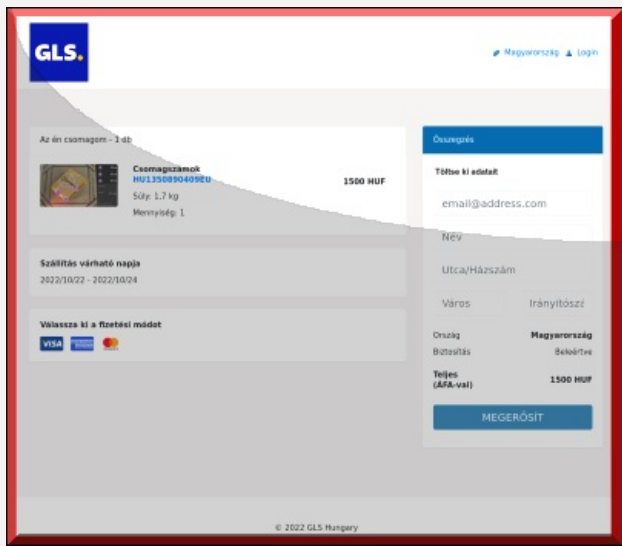 GLS.
Magyarország Login
Az én csomagom - 1 db
Csomagszámok
HU1350890409EU
1500 HUF
Súly: 1.7 kg
Mennyiség: 1
Szállítás várható napja
2022/10/22 - 2022/10/24
Válassza ki a fizetési módot
VISA
Összegzés
Töltse ki adatait
email@address.com
Név
Utca/Házszám
Város Irányítósz
Ország Magyarország
Biztosítás Beleértve
Teljes
(ÁFA-val) 1500 HUF
MEGERŐSÍT
© 2022 GLS Hungary